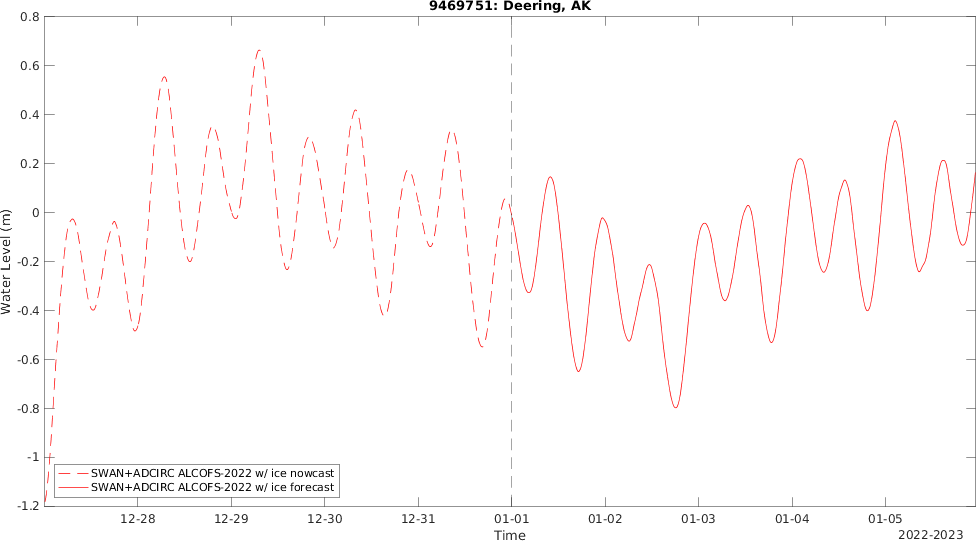 9469751: Deering, AK
Water Level (m)
0.8
0.6
0.4
0.2
0
-0.2
-0.4
-0.6
-0.8
-1
-1.2
SWAN+ADCIRC ALCOFS-2022 w/ ice nowcast
SWAN+ADCIRC ALCOFS-2022 w/ ice forecast
12-28 12-29 12-30 12-31 01-01 01-02 01-03 01-04 01-05
Time
2022-2023